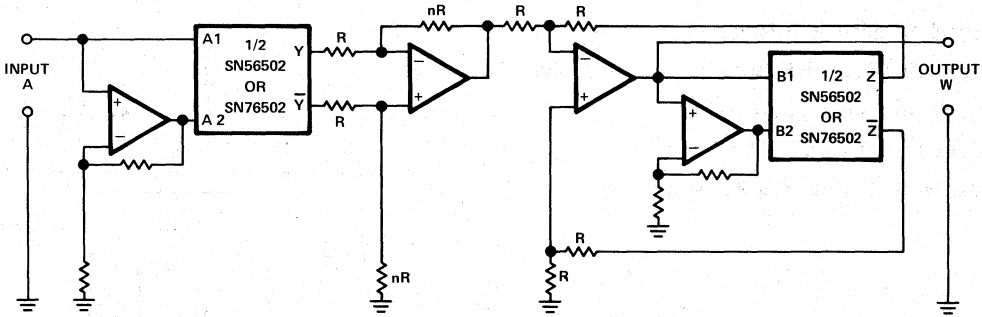 nR
R
R
INPUT
A
A1
1/2
SN56502
OR
SN76502
A 2
Y
Y̅
R
R
−
+
+
−
nR
−
+
+
−
R
R
B1
1/2
SN56502
OR
SN76502
B2
Z
Z̅
OUTPUT
W